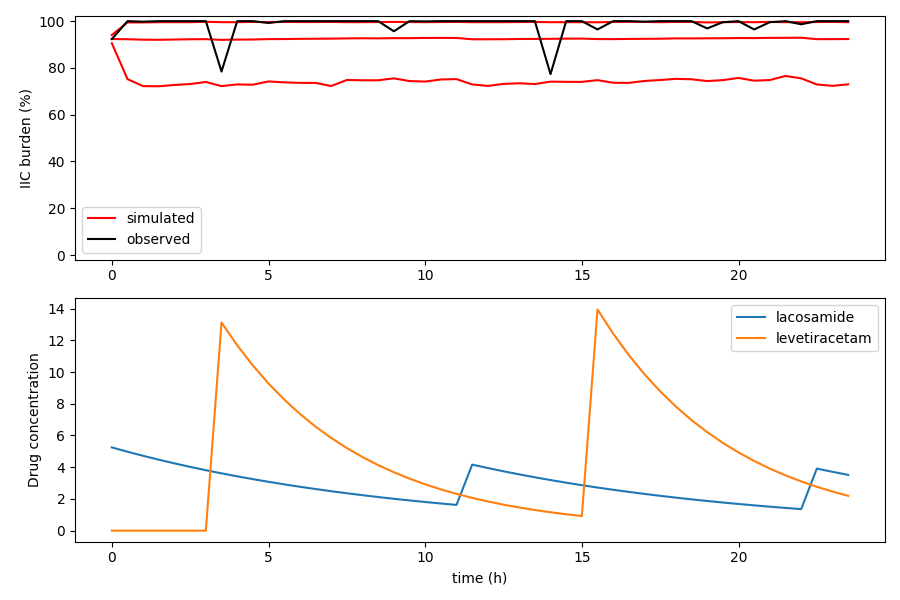 100
80
60
40
20
0
IIC burden (%)
simulated
observed
0 5 10 15 20
14
12
10
8
6
4
2
0
Drug concentration
lacosamide
levetiracetam
0 5 10 15 20
time (h)